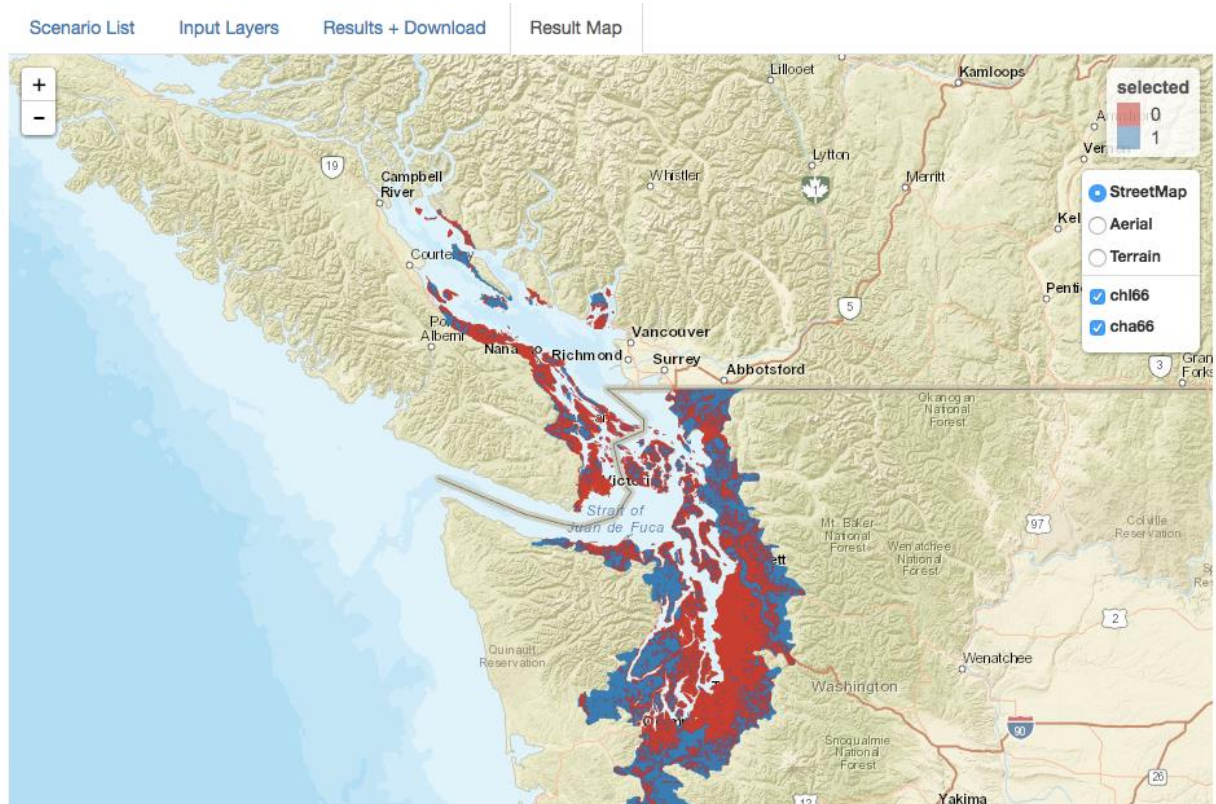 Scenario List
Input Layers
Results + Download
Result Map
+
-
selected
0
1
StreetMap
Aerial
Terrain
chl66
cha66
Lillooet
Kamloops
19
Campbell
River
Whistler
Lytton
1
Merritt
Vancouver
Richmond
Surrey
Abbotsford
5
3
Okanogan
National
Forest
Strait of
Juan de Fuca
Mt. Baker
National
Forest
Wenatchee
National
Forest
97
Colville
Reservation
2
Quinault
Reservation
Wenatchee
Washington
90
Snoqualmie
National
Forest
26
12
Yakima